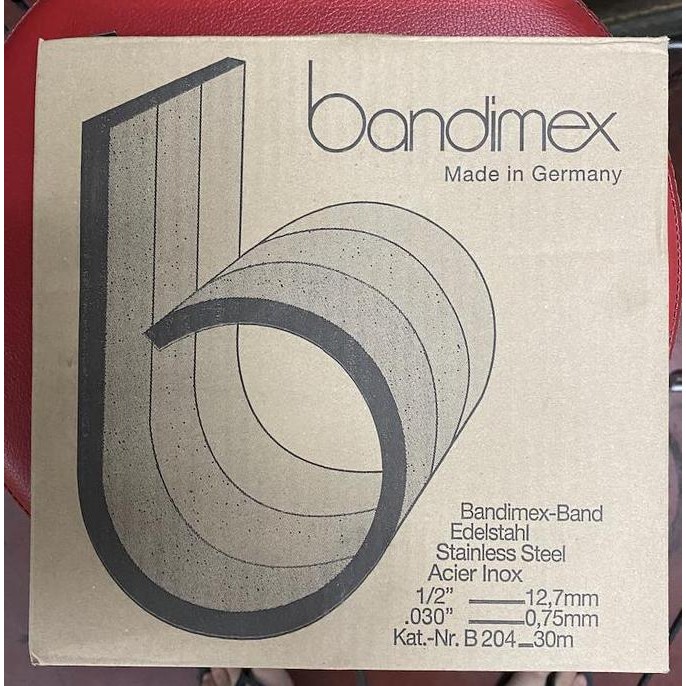 bandimex
Made in Germany
Bandimex-Band
Edelstahl
Stainless Steel
Acier Inox
1/2” 12,7mm
.030” 0,75mm
Kat.-Nr. B 204 30m